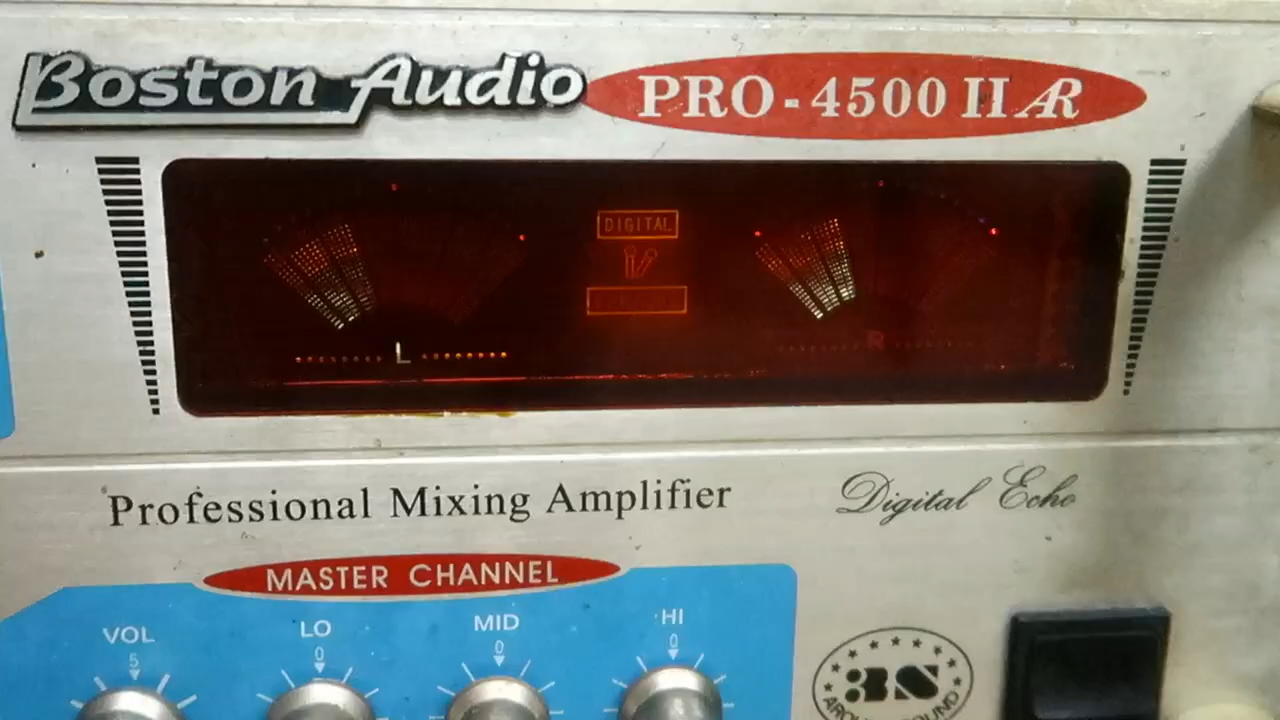 Boston Audio PRO-4500 II AR
DIGITAL
L R
Professional Mixing Amplifier Digital Echo
MASTER CHANNEL
VOL LO MID HI
5 0 0 0